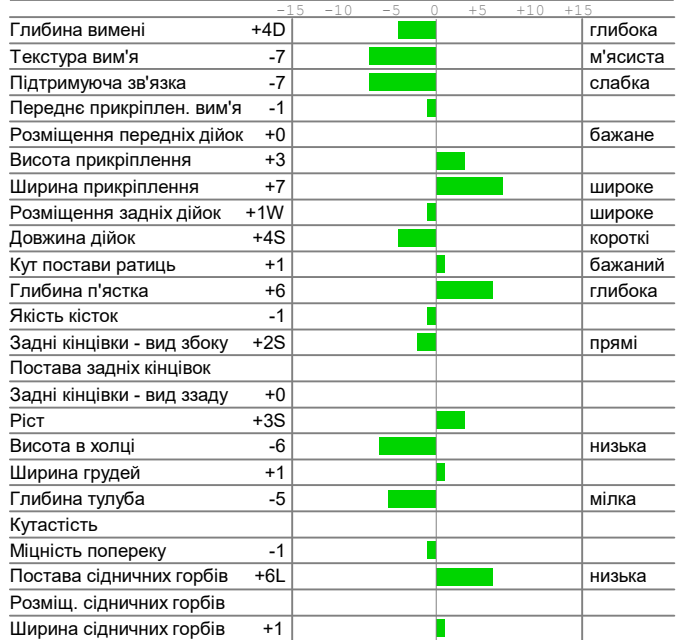 -15 -10 -5 0 +5 +10 +15
Глибина вимені +4D глибока
Текстура вим'я -7 м'ясиста
Підтримуюча зв'язка -7 слабка
Переднє прикріплен. вим'я -1
Розміщення передніх дійок +0 бажане
Висота прикріплення +3
Ширина прикріплення +7 широке
Розміщення задніх дійок +1W широке
Довжина дійок +4S короткі
Кут постави ратиць +1 бажаний
Глибина п'ястка +6 глибока
Якість кісток -1
Задні кінцівки - вид збоку +2S прямі
Постава задніх кінцівок
Задні кінцівки - вид ззаду +0
Ріст +3S
Висота в холці -6 низька
Ширина грудей +1
Глибина тулуба -5 мілка
Кутастість
Міцність попереку -1
Постава сідничних горбів +6L низька
Розміщ. сідничних горбів
Ширина сідничних горбів +1